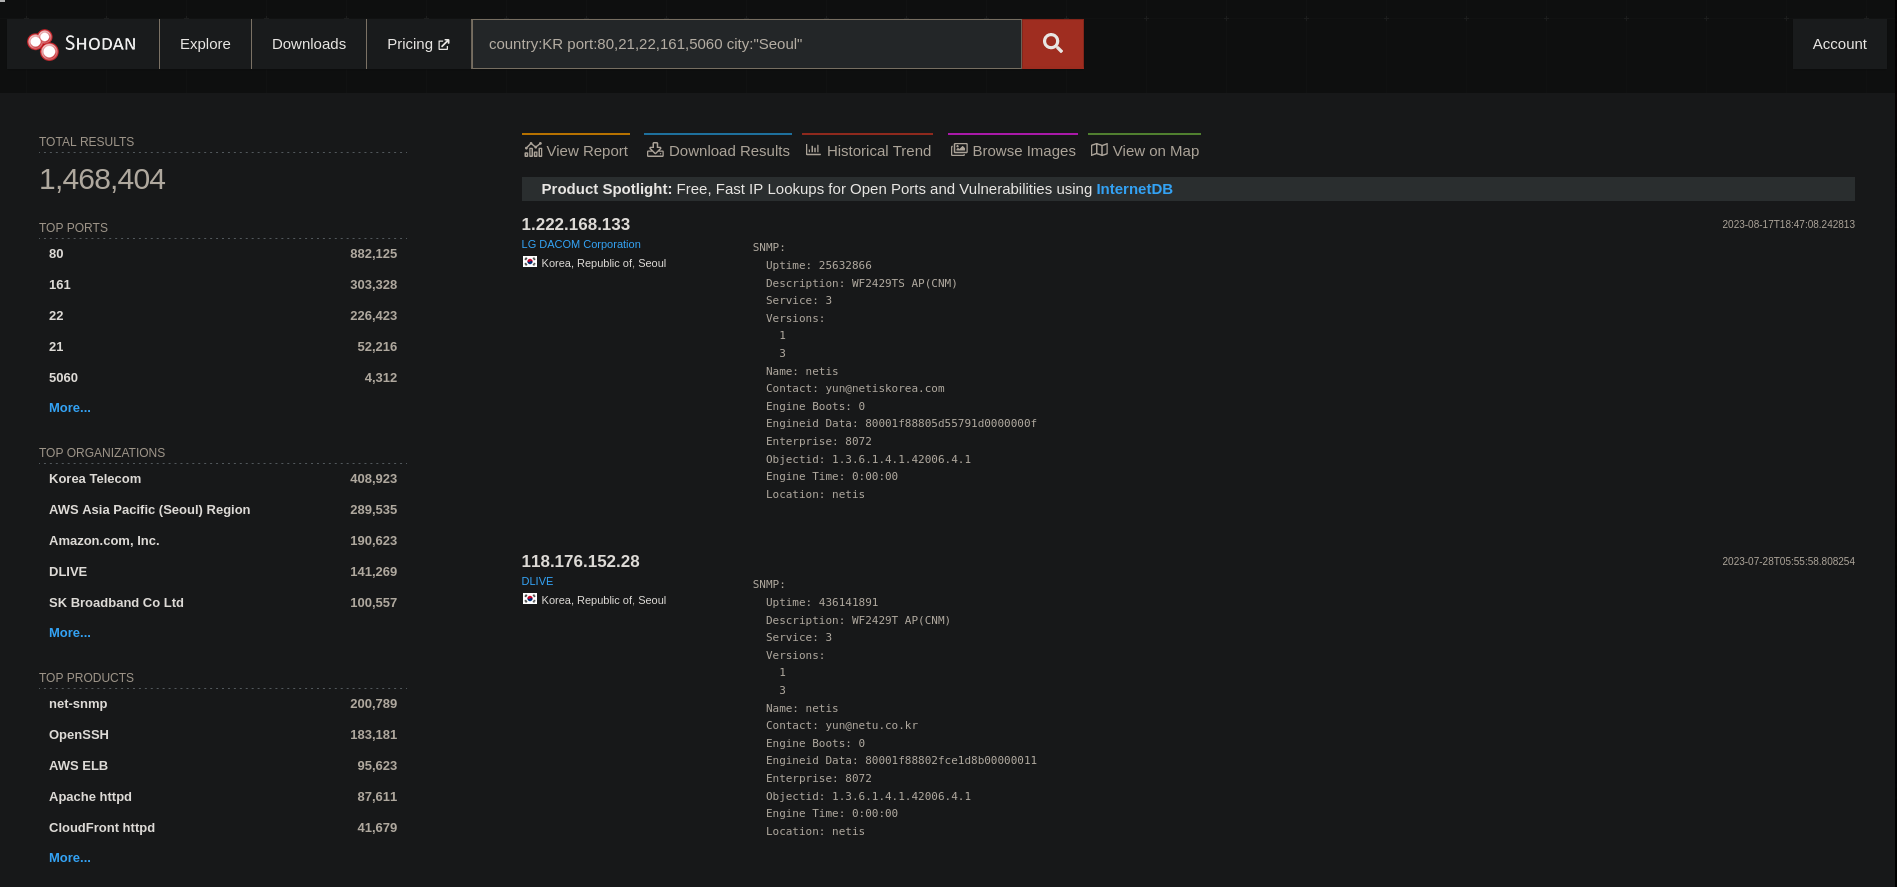 SHODAN
Explore
Downloads
Pricing
country:KR port:80,21,22,161,5060 city:"Seoul"
Account
TOTAL RESULTS
1,468,404
TOP PORTS
80 882,125
161 303,328
22 226,423
21 52,216
5060 4,312
More...
TOP ORGANIZATIONS
Korea Telecom 408,923
AWS Asia Pacific (Seoul) Region 289,535
Amazon.com, Inc. 190,623
DLIVE 141,269
SK Broadband Co Ltd 100,557
More...
TOP PRODUCTS
net-snmp 200,789
OpenSSH 183,181
AWS ELB 95,623
Apache httpd 87,611
CloudFront httpd 41,679
More...
View Report
Download Results
Historical Trend
Browse Images
View on Map
Product Spotlight: Free, Fast IP Lookups for Open Ports and Vulnerabilities using InternetDB
1.222.168.133
2023-08-17T18:47:08.242813
LG DACOM Corporation
Korea, Republic of, Seoul
SNMP:
Uptime: 25632866
Description: WF2429TS AP(CNM)
Service: 3
Versions:
1
3
Name: netis
Contact: yun@netiskorea.com
Engine Boots: 0
Engineid Data: 80001f88805d55791d0000000f
Enterprise: 8072
Objectid: 1.3.6.1.4.1.42006.4.1
Engine Time: 0:00:00
Location: netis
118.176.152.28
2023-07-28T05:55:58.808254
DLIVE
Korea, Republic of, Seoul
SNMP:
Uptime: 436141891
Description: WF2429T AP(CNM)
Service: 3
Versions:
1
3
Name: netis
Contact: yun@netu.co.kr
Engine Boots: 0
Engineid Data: 80001f88802fce1d8b00000011
Enterprise: 8072
Objectid: 1.3.6.1.4.1.42006.4.1
Engine Time: 0:00:00
Location: netis